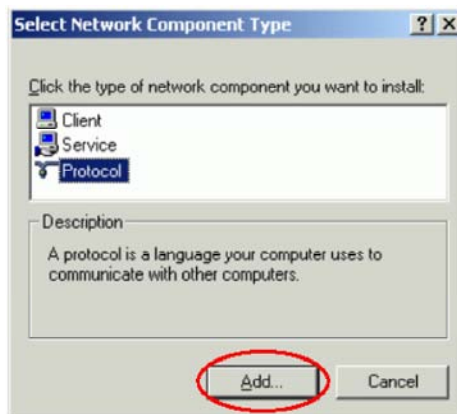 Select Network Component Type
Click the type of network component you want to install:
Client
Service
Protocol
Description
A protocol is a language your computer uses to
communicate with other computers.
Add...
Cancel